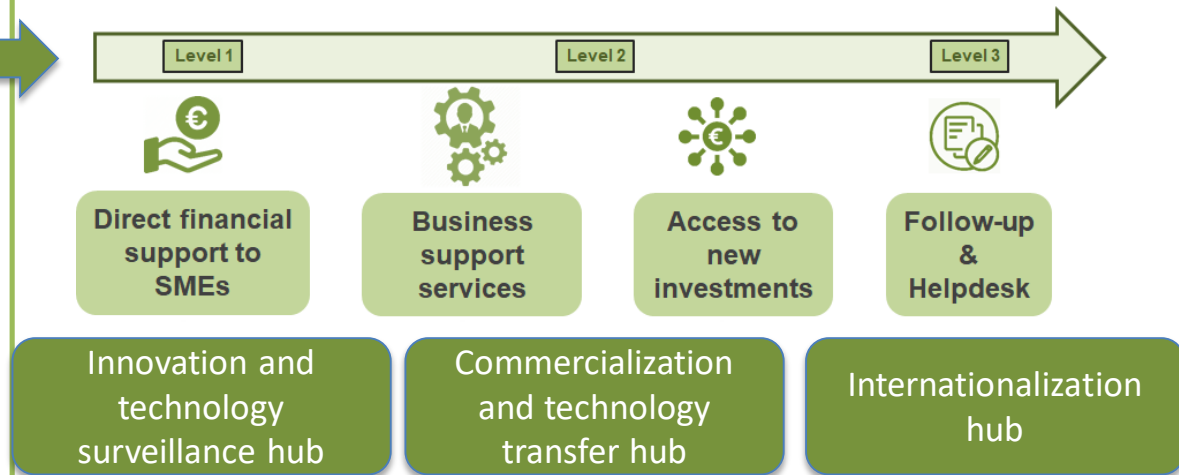 Level 1
Level 2
Level 3
€
€
Direct financial
support to
SMEs
Business
support
services
Access to
new
investments
Follow-up
&
Helpdesk
Innovation and
technology
surveillance hub
Commercialization
and technology
transfer hub
Internationalization
hub